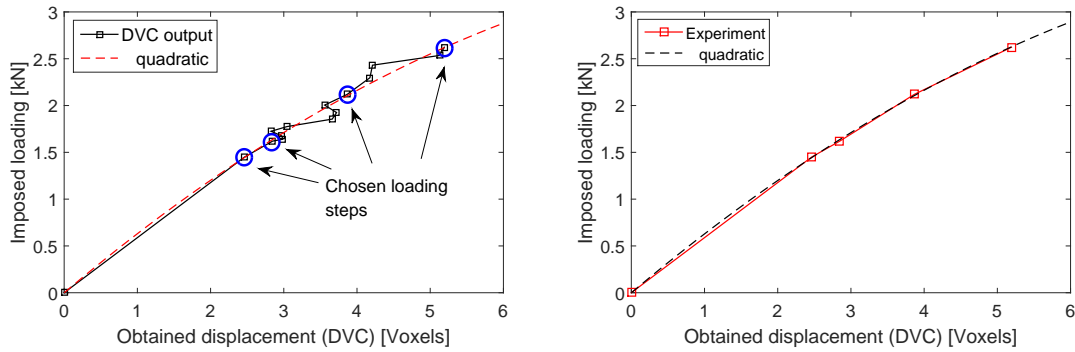 DVC output
quadratic
Chosen loading
steps
Imposed loading [kN]
3
2.5
2
1.5
1
0.5
0
0 1 2 3 4 5 6
Obtained displacement (DVC) [Voxels]
Experiment
quadratic
Imposed loading [kN]
3
2.5
2
1.5
1
0.5
0
0 1 2 3 4 5 6
Obtained displacement (DVC) [Voxels]